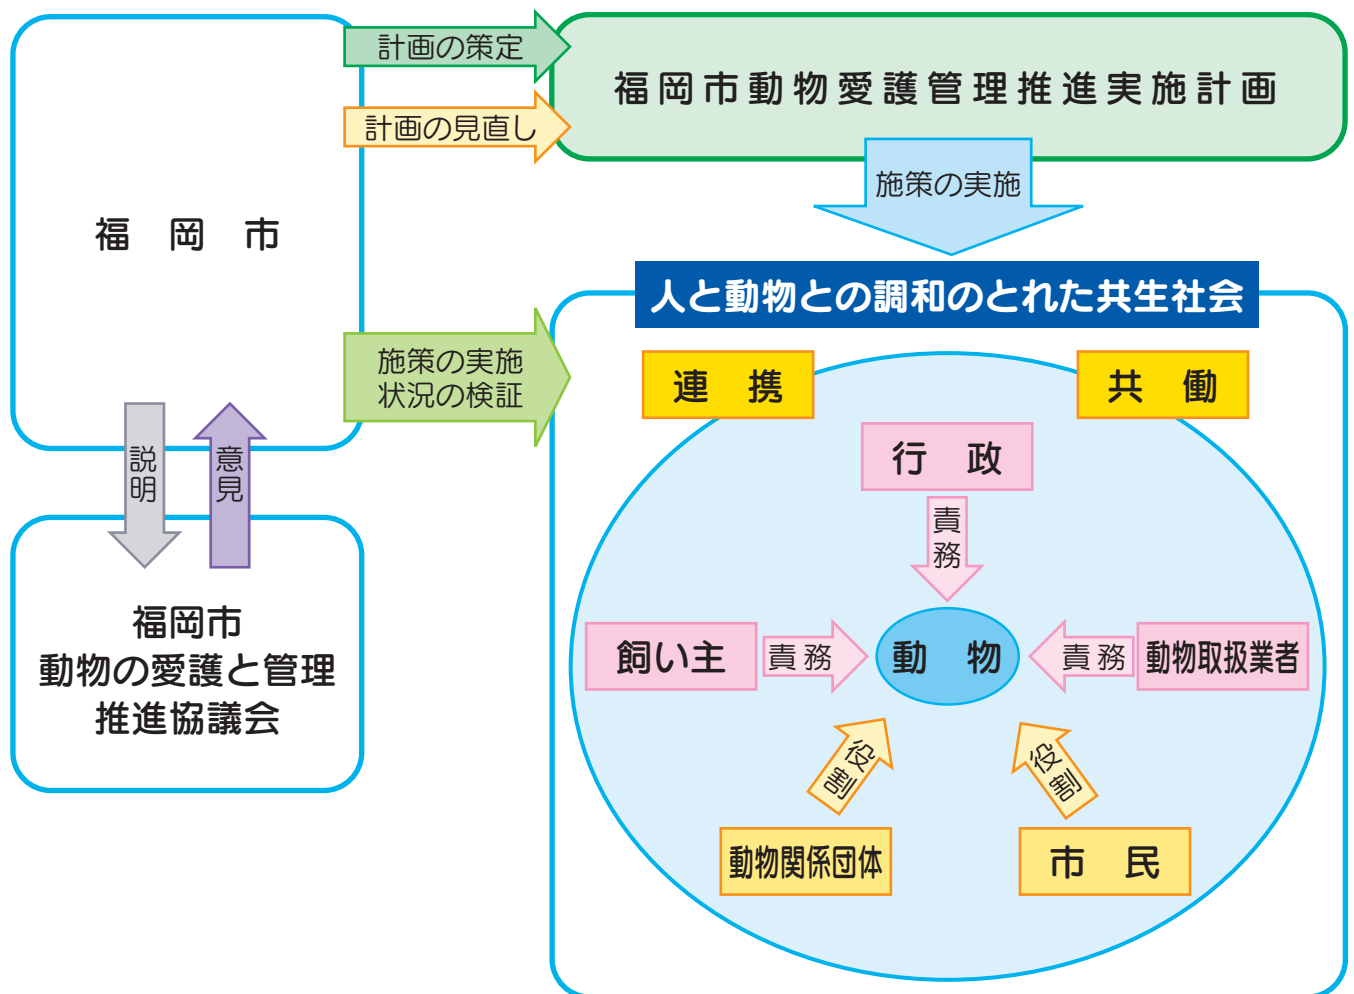 計画の策定
福岡市動物愛護管理推進実施計画
計画の見直し
施策の実施
福岡市
人と動物との調和のとれた共生社会
施策の実施
状況の検証
連携
共働
行政
責務
説明
意見
福岡市
動物の愛護と管理
推進協議会
飼い主
責務
動物
責務
動物取扱業者
役割
役割
動物関係団体
市民